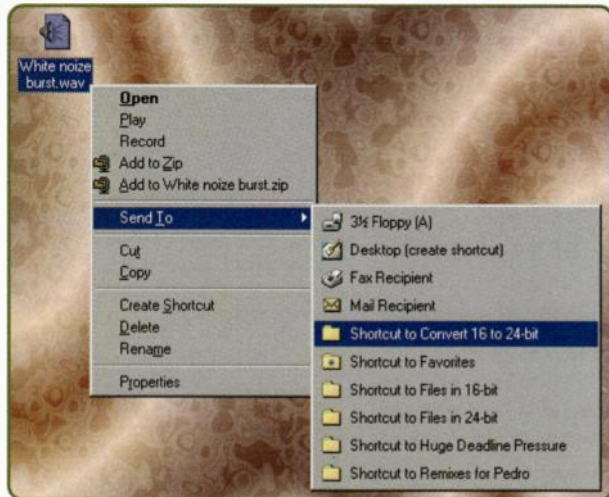 White noize
burst.wav
Open
Play
Record
Add to Zip
Add to White noize burst.zip
Send To
Cut
Copy
Create Shortcut
Delete
Rename
Properties
3½ Floppy (A)
Desktop (create shortcut)
Fax Recipient
Mail Recipient
Shortcut to Convert 16 to 24-bit
Shortcut to Favorites
Shortcut to Files in 16-bit
Shortcut to Files in 24-bit
Shortcut to Huge Deadline Pressure
Shortcut to Remixes for Pedro